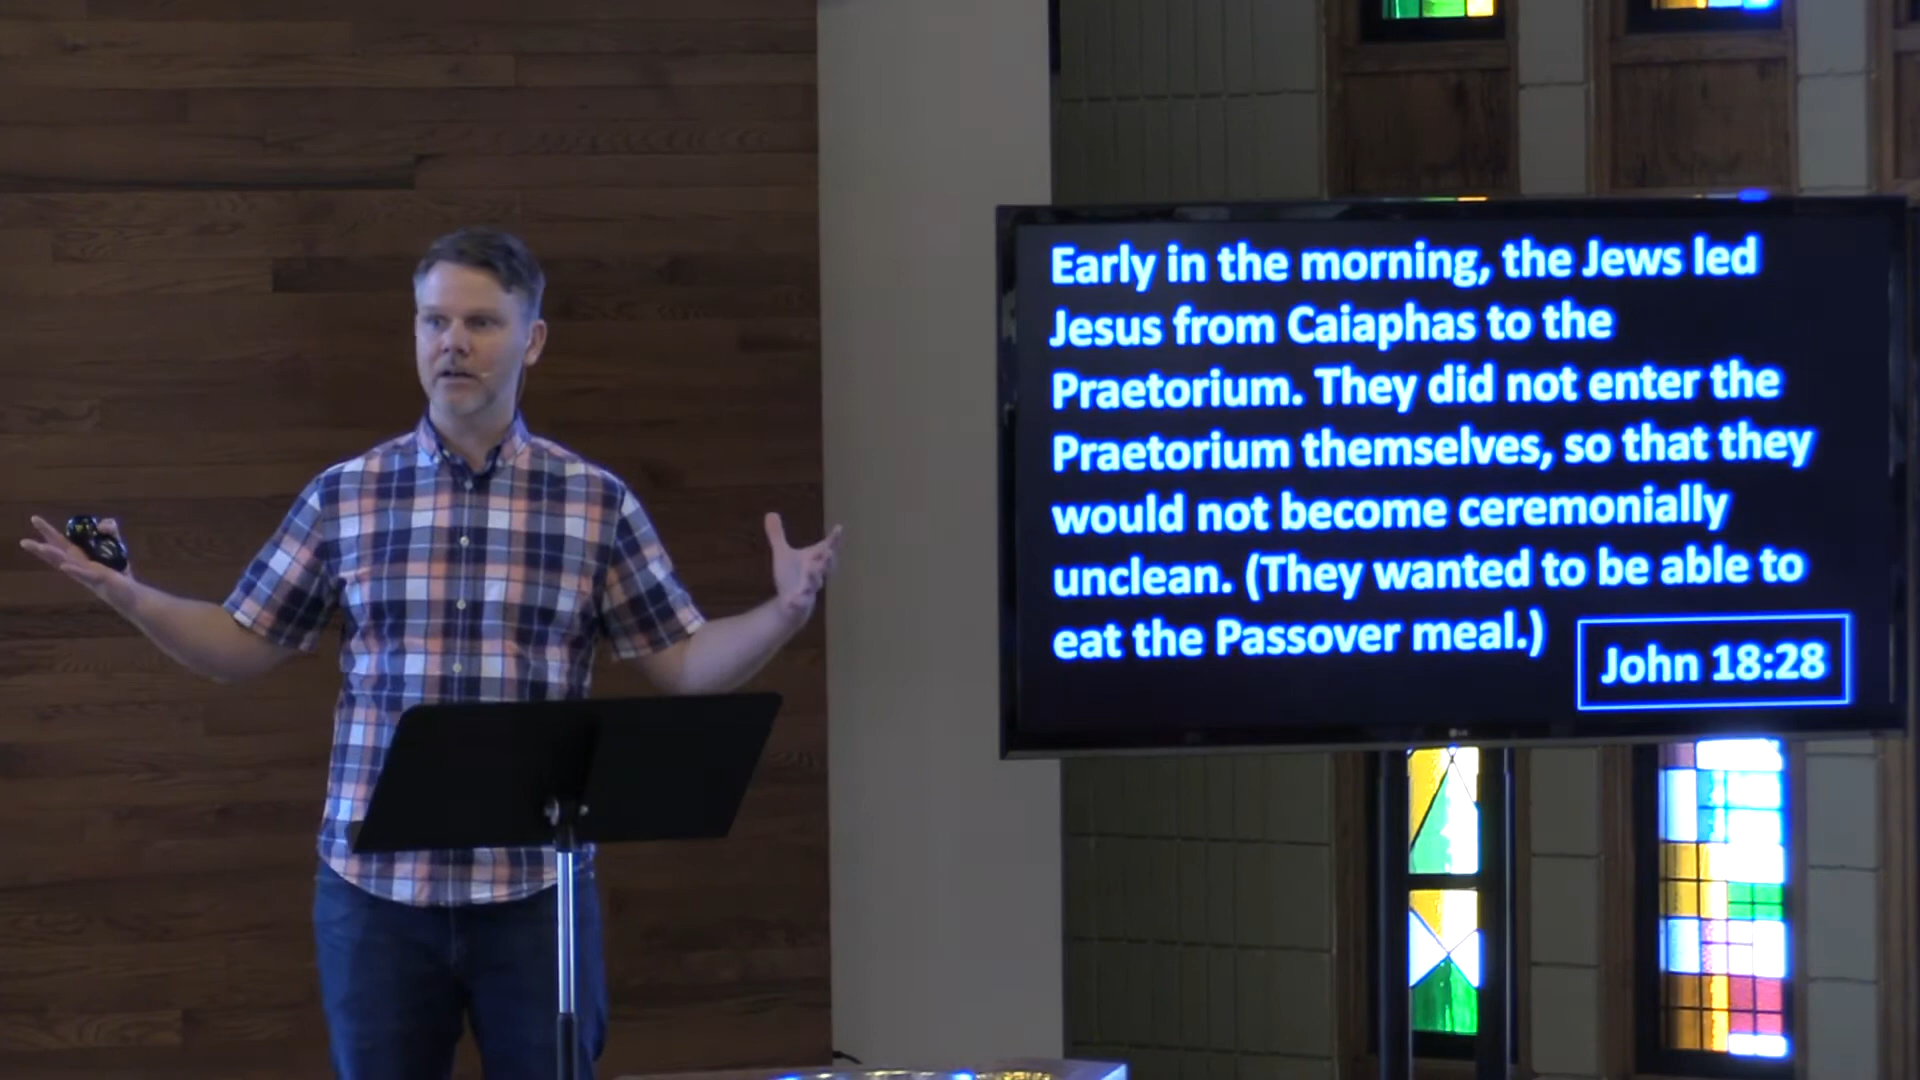 Early in the morning, the Jews led
Jesus from Caiaphas to the
Praetorium. They did not enter the
Praetorium themselves, so that they
would not become ceremonially
unclean. (They wanted to be able to
eat the Passover meal.)
John 18:28
LG